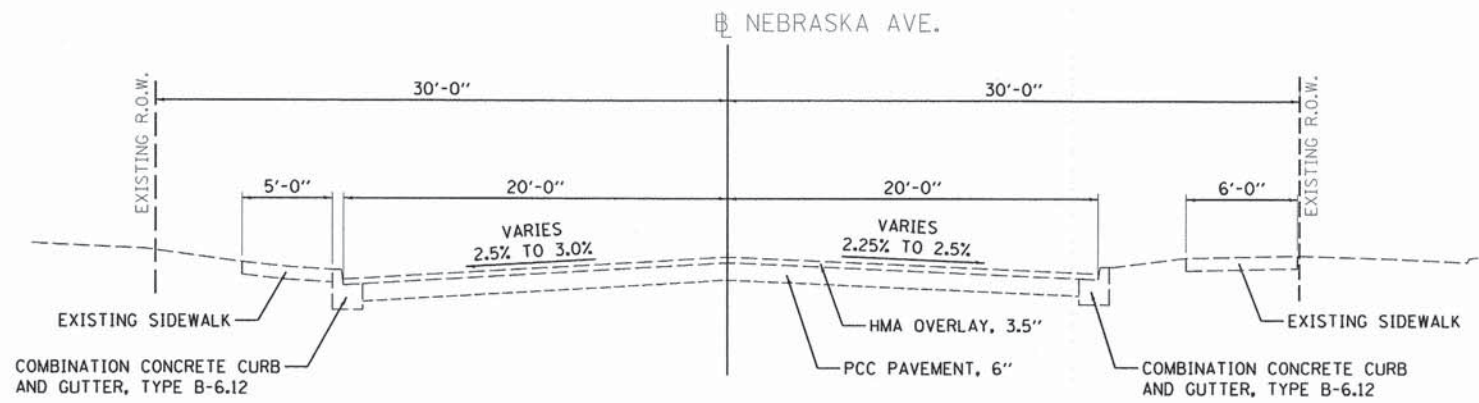 ℄ NEBRASKA AVE.
EXISTING R.O.W.
30'-0"
30'-0"
EXISTING R.O.W.
5'-0"
20'-0"
20'-0"
6'-0"
VARIES
2.5% TO 3.0%
VARIES
2.25% TO 2.5%
EXISTING SIDEWALK
HMA OVERLAY, 3.5"
EXISTING SIDEWALK
COMBINATION CONCRETE CURB
AND GUTTER, TYPE B-6.12
PCC PAVEMENT, 6"
COMBINATION CONCRETE CURB
AND GUTTER, TYPE B-6.12